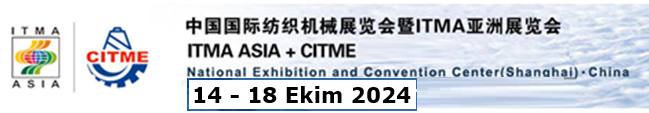 ITMA
ASIA
CITME
中国国际纺织机械展览会暨ITMA亚洲展览会
ITMA ASIA + CITME
National Exhibition and Convention Center(Shanghai)·China
14 - 18 Ekim 2024